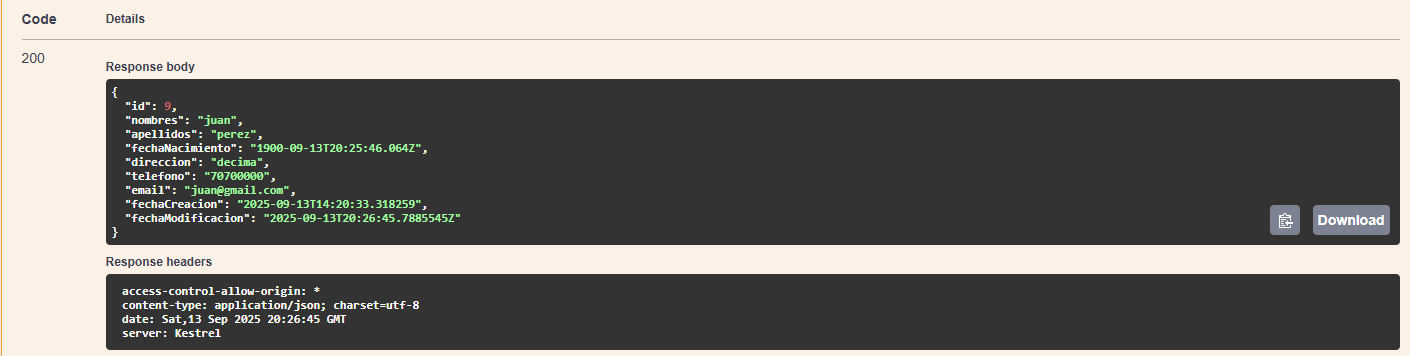 Code Details
200
Response body
{
  "id": 9,
  "nombres": "juan",
  "apellidos": "perez",
  "fechaNacimiento": "1900-09-13T20:25:46.064Z",
  "direccion": "decima",
  "telefono": "70700000",
  "email": "juan@gmail.com",
  "fechaCreacion": "2025-09-13T14:20:33.318259",
  "fechaModificacion": "2025-09-13T20:26:45.7885545Z"
}
Download
Response headers
access-control-allow-origin: *
content-type: application/json; charset=utf-8
date: Sat,13 Sep 2025 20:26:45 GMT
server: Kestrel